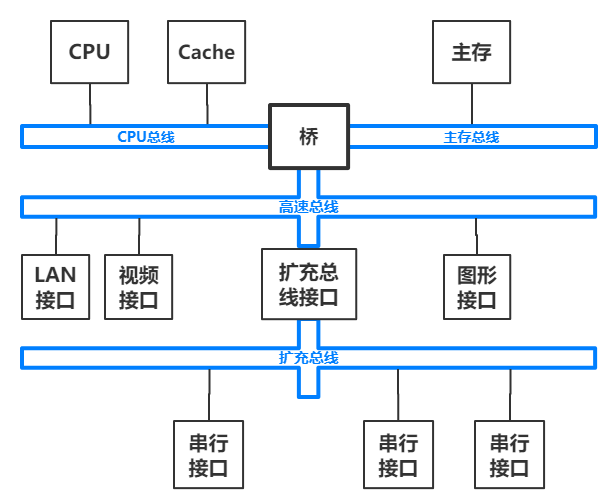 CPU
Cache
主存
桥
CPU总线
主存总线
高速总线
LAN
接口
视频
接口
扩充总
线接口
图形
接口
扩充总线
串行
接口
串行
接口
串行
接口